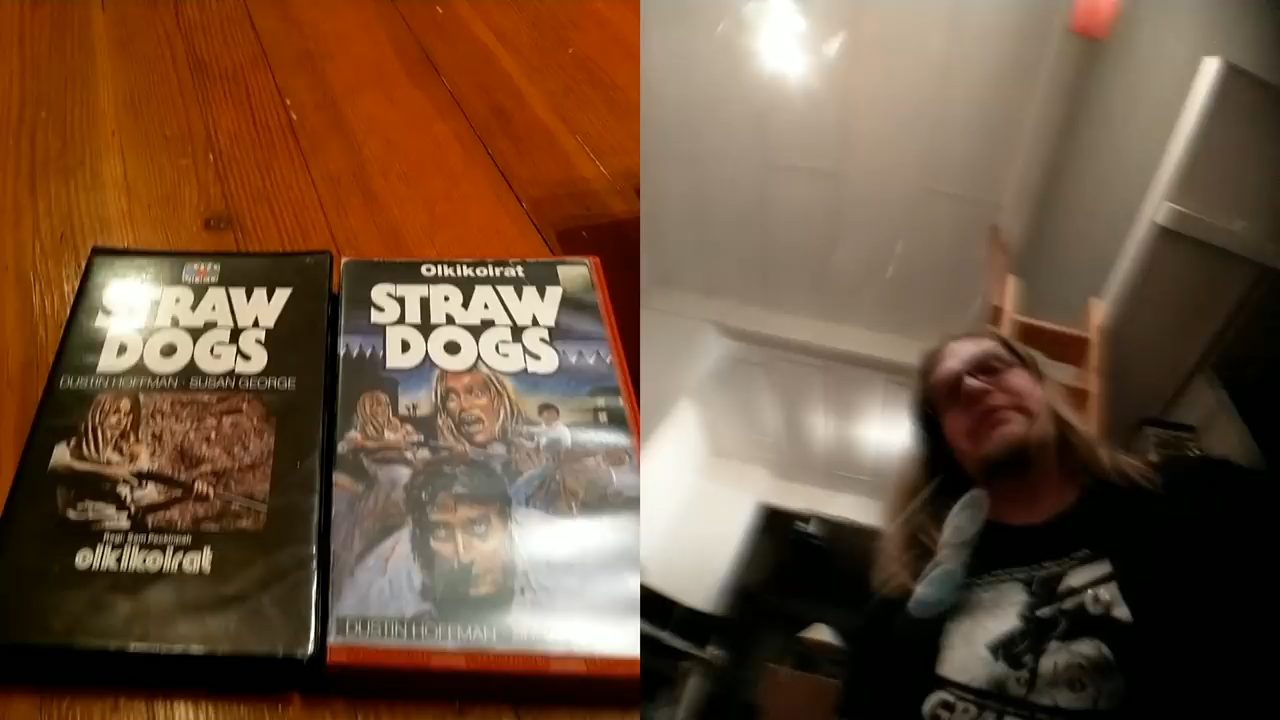 STRAW
DOGS
DUSTIN HOFFMAN · SUSAN GEORGE
olkikoirat
Olkikoirat
STRAW
DOGS
DUSTIN HOFFMAN